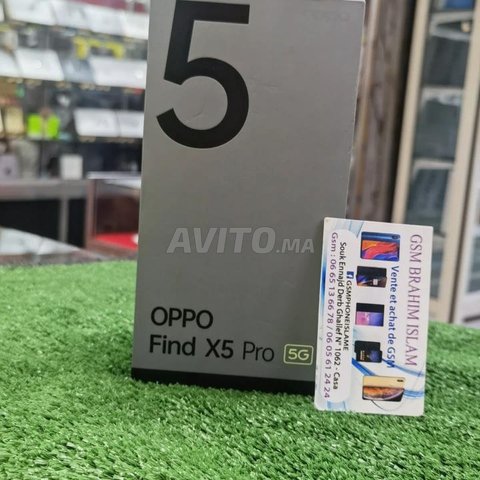 5
AVITO.MA
OPPO
Find X5 Pro 5G
GSM BRAHIM ISLAM
Vente et achat de GSM
GSMPHONEISLAME
Souk Ennajd Derb Ghallef N° 1062 - Casa
Gsm : 06 65 13 66 78 / 06 05 61 24 24